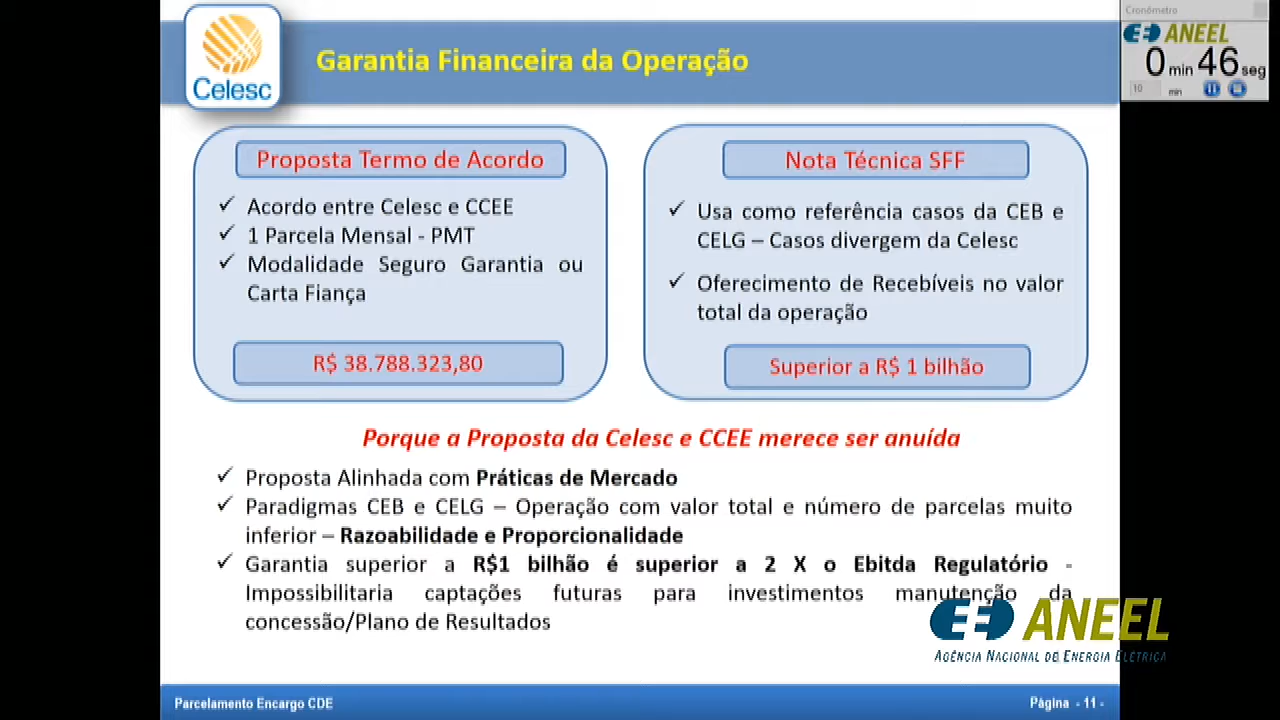 Celesc
Garantia Financeira da Operação
Cronômetro
ANEEL
0 min 46 seg
10 min
Proposta Termo de Acordo
✓ Acordo entre Celesc e CCEE
✓ 1 Parcela Mensal - PMT
✓ Modalidade Seguro Garantia ou
Carta Fiança
R$ 38.788.323,80
Nota Técnica SFF
✓ Usa como referência casos da CEB e
CELG – Casos divergem da Celesc
✓ Oferecimento de Recebíveis no valor
total da operação
Superior a R$ 1 bilhão
Porque a Proposta da Celesc e CCEE merece ser anuída
✓ Proposta Alinhada com Práticas de Mercado
✓ Paradigmas CEB e CELG – Operação com valor total e número de parcelas muito
inferior – Razoabilidade e Proporcionalidade
✓ Garantia superior a R$1 bilhão é superior a 2 X o Ebitda Regulatório -
Impossibilitaria captações futuras para investimentos manutenção da
concessão/Plano de Resultados
ANEEL
AGÊNCIA NACIONAL DE ENERGIA ELÉTRICA
Parcelamento Encargo CDE
Página - 11 -